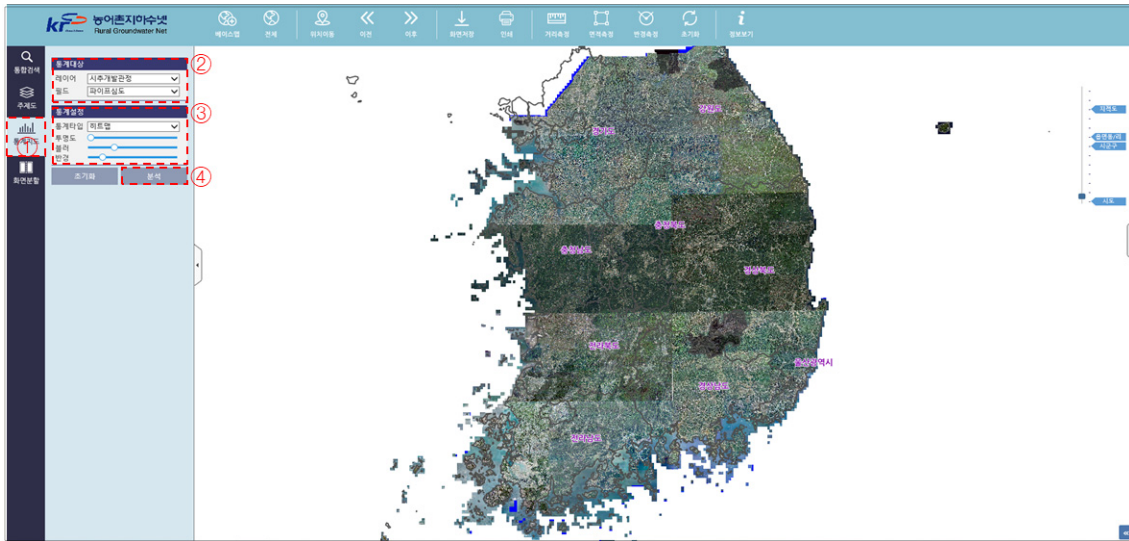 kr 농어촌지하수넷
Rural Groundwater Net
베이스맵 전체 위치이동 이전 이후 화면저장 인쇄 거리측정 면적측정 반경측정 초기화 정보보기
통합검색
주제도
통계지도
화면분할
①
②
통계대상
레이어 시추개발관정
필드 파이프심도
③
통계설정
통계타입 히트맵
투명도
블러
반경
초기화 분석
④
강원도
경기도
충청북도
충청남도
경상북도
전라북도
울산광역시
경상남도
전라남도
지적도
읍면동/리
시군구
시도